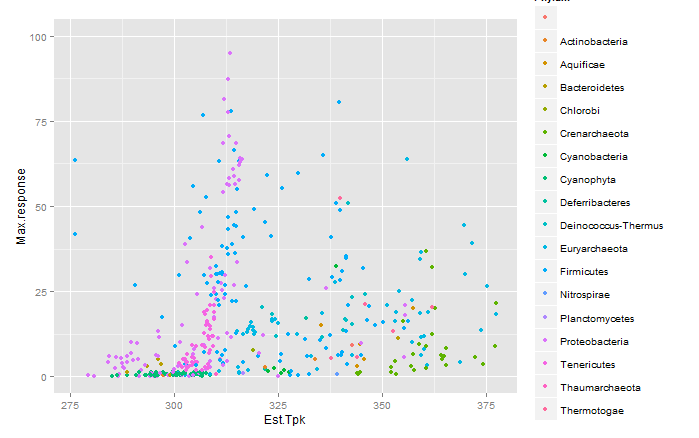 100
75
50
25
0
275
300
325
350
375
Est.Tpk
Max.response
Actinobacteria
Aquificae
Bacteroidetes
Chlorobi
Crenarchaeota
Cyanobacteria
Cyanophyta
Deferribacteres
Deinococcus-Thermus
Euryarchaeota
Firmicutes
Nitrospirae
Planctomycetes
Proteobacteria
Tenericutes
Thaumarchaeota
Thermotogae